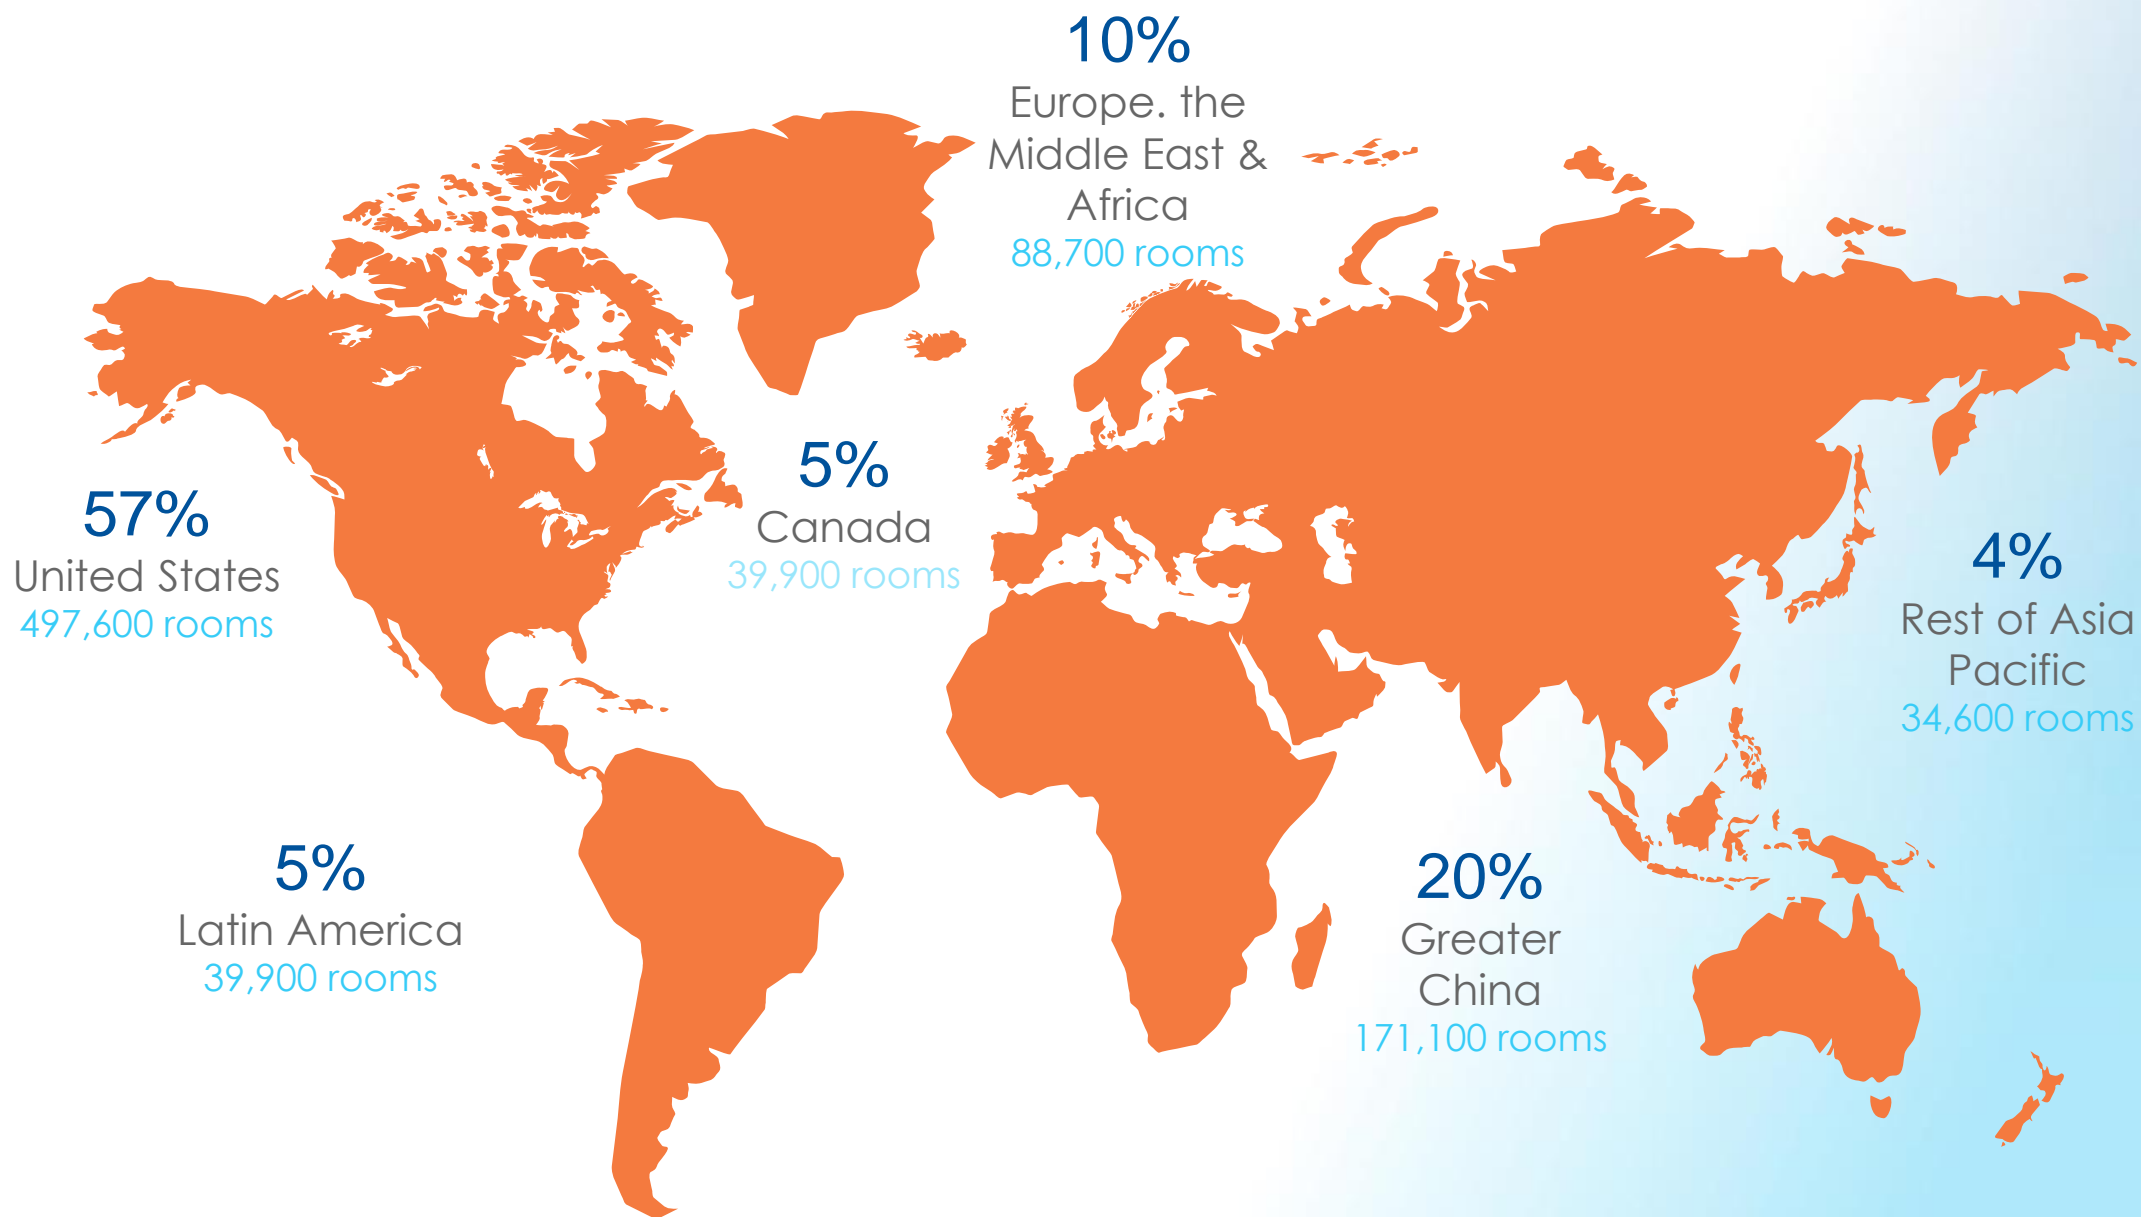 10%
Europe. the
Middle East &
Africa
88,700 rooms
5%
Canada
39,900 rooms
57%
United States
497,600 rooms
4%
Rest of Asia
Pacific
34,600 rooms
5%
Latin America
39,900 rooms
20%
Greater
China
171,100 rooms